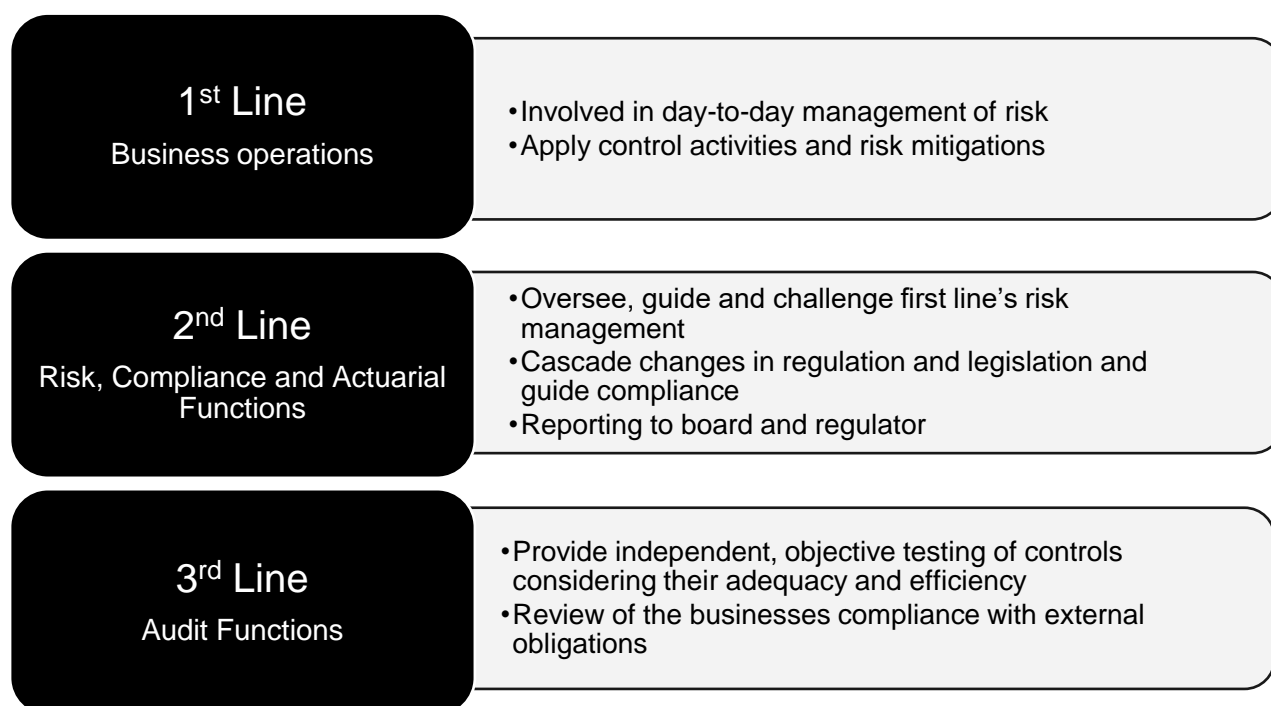 1st Line
Business operations
•Involved in day-to-day management of risk
•Apply control activities and risk mitigations
2nd Line
Risk, Compliance and Actuarial
Functions
•Oversee, guide and challenge first line’s risk
management
•Cascade changes in regulation and legislation and
guide compliance
•Reporting to board and regulator
3rd Line
Audit Functions
•Provide independent, objective testing of controls
considering their adequacy and efficiency
•Review of the businesses compliance with external
obligations